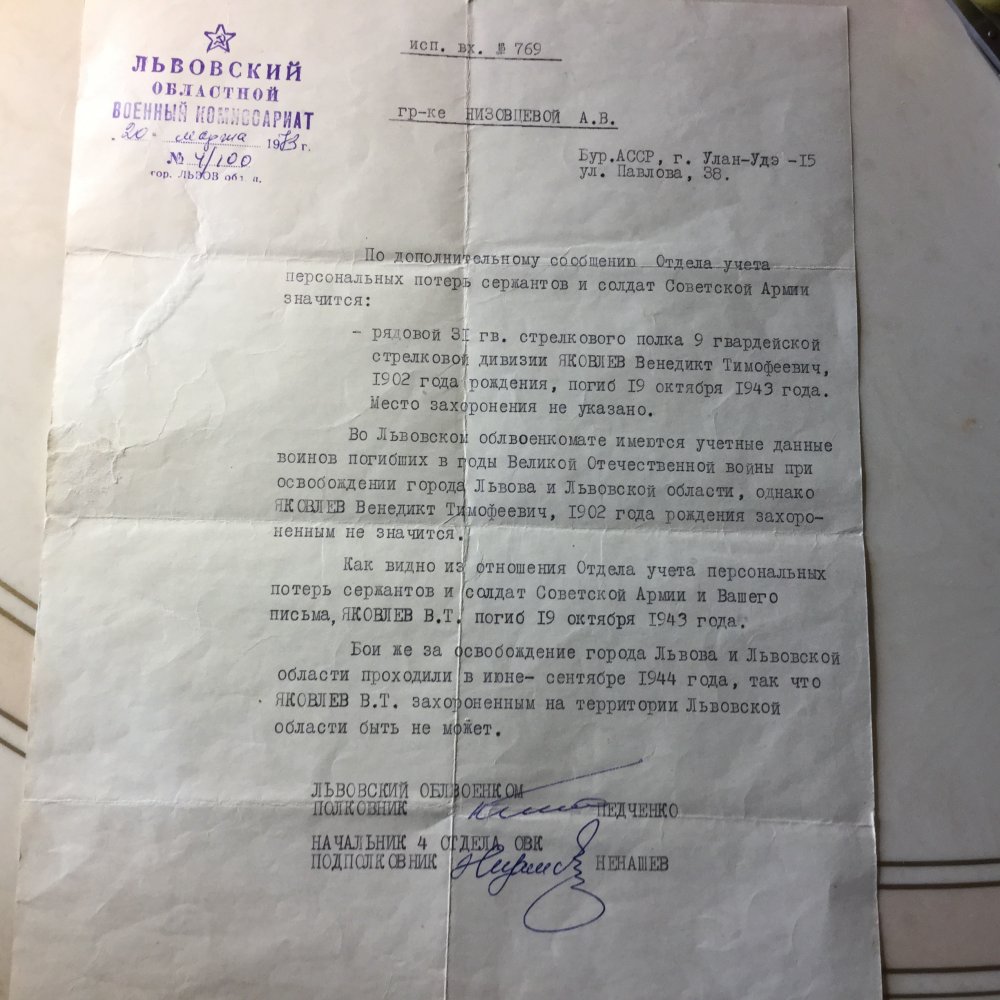 ЛЬВОВСКИЙ
ОБЛАСТНОЙ
ВОЕННЫЙ КОМИССАРИАТ
"20" марта 1973 г.
№ 4/100
гор. ЛЬВОВ
исп. вх. № 769
гр-ке НИЗОВЦЕВОЙ А.В.
Бур.АССР, г. Улан-Удэ -15
ул. Павлова, 38.
По дополнительному сообщению Отдела учета
персональных потерь сержантов и солдат Советской Армии
значится:
- рядовой 31 гв. стрелкового полка 9 гвардейской
стрелковой дивизии ЯКОВЛЕВ Венедикт Тимофеевич,
1902 года рождения, погиб 19 октября 1943 года.
Место захоронения не указано.
Во Львовском облвоенкомате имеются учетные данные
воинов погибших в годы Великой Отечественной войны при
освобождении города Львова и Львовской области, однако
ЯКОВЛЕВ Венедикт Тимофеевич, 1902 года рождения захоро-
ненным не значится.
Как видно из отношения Отдела учета персональных
потерь сержантов и солдат Советской Армии и Вашего
письма, ЯКОВЛЕВ В.Т. погиб 19 октября 1943 года.
Бои же за освобождение города Львова и Львовской
области проходили в июне- сентябре 1944 года, так что
ЯКОВЛЕВ В.Т. захороненным на территории Львовской
области быть не может.
ЛЬВОВСКИЙ ОБЛВОЕНКОМ
ПОЛКОВНИК ПЕДЧЕНКО
НАЧАЛЬНИК 4 ОТДЕЛА ОВК
ПОДПОЛКОВНИК НЕНАШЕВ